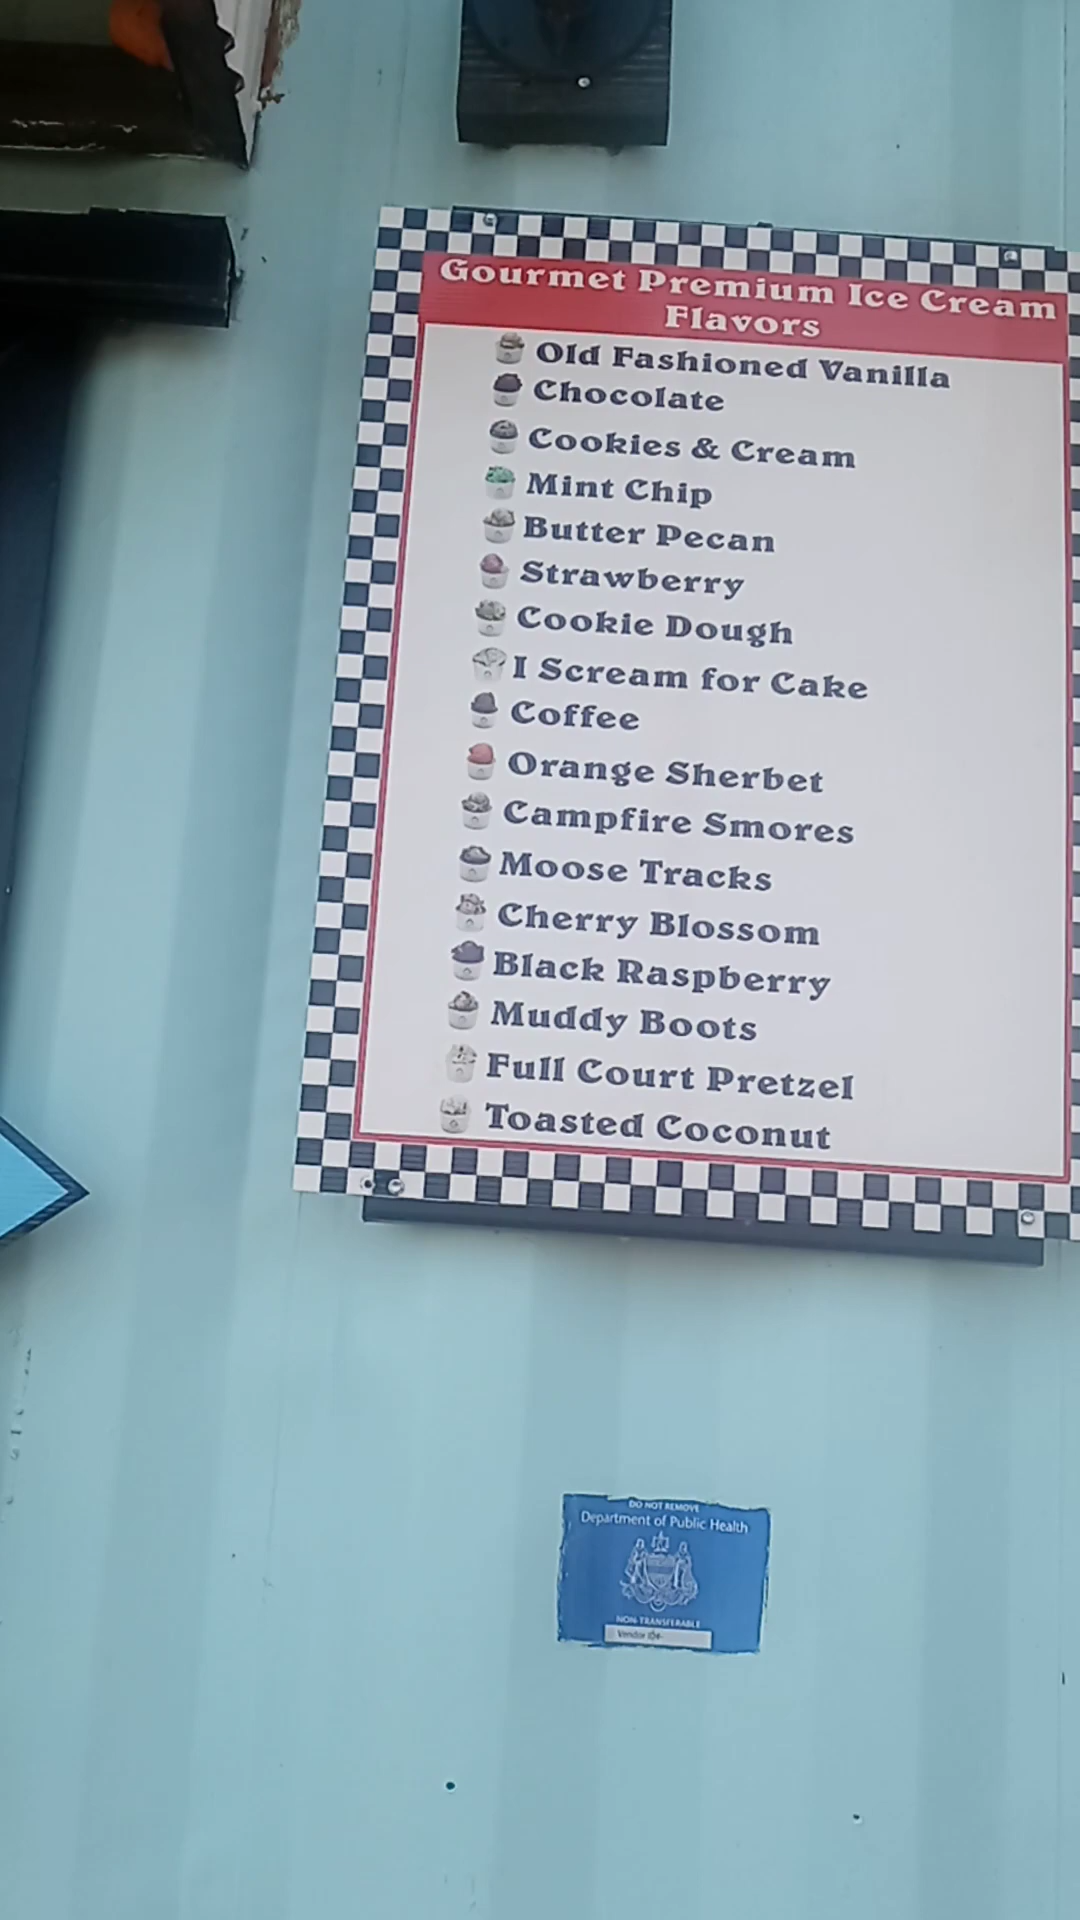 Gourmet Premium Ice Cream
Flavors
Old Fashioned Vanilla
Chocolate
Cookies & Cream
Mint Chip
Butter Pecan
Strawberry
Cookie Dough
I Scream for Cake
Coffee
Orange Sherbet
Campfire Smores
Moose Tracks
Cherry Blossom
Black Raspberry
Muddy Boots
Full Court Pretzel
Toasted Coconut
DO NOT REMOVE
Department of Public Health
NON-TRANSFERABLE
Vendor ID#